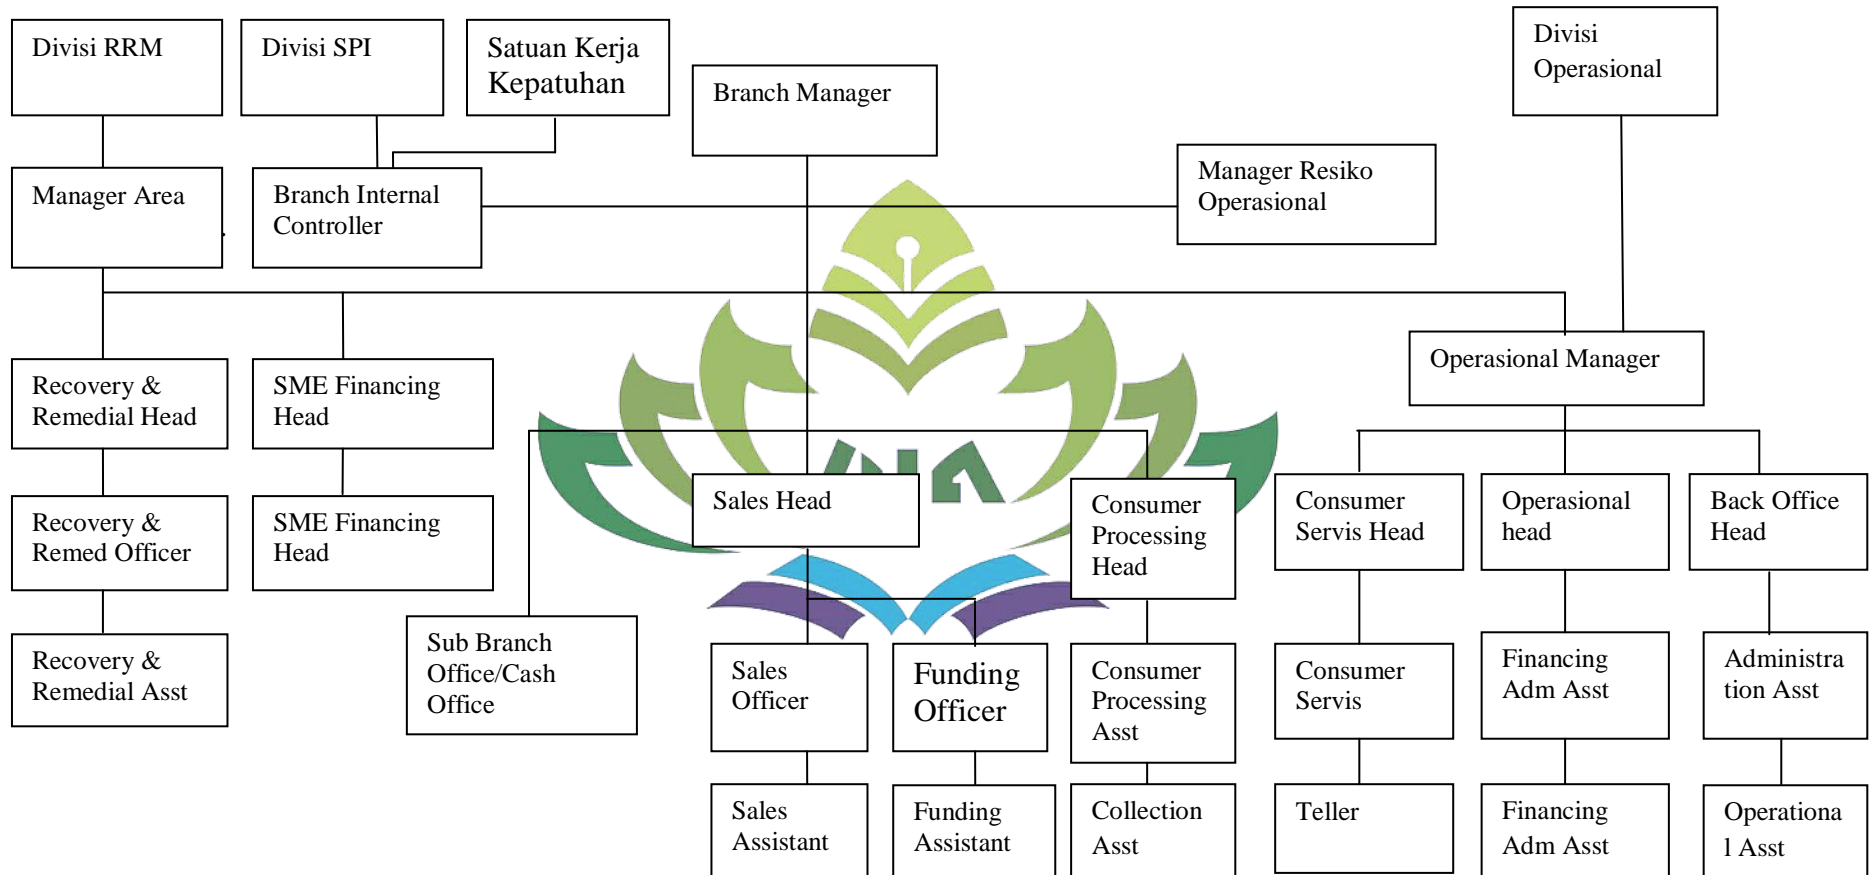 Divisi RRM
Divisi SPI
Satuan Kerja
Kepatuhan
Branch Manager
Divisi
Operasional
Manager Area
Branch Internal
Controller
Manager Resiko
Operasional
Recovery &
Remedial Head
SME Financing
Head
Operasional Manager
Recovery &
Remed Officer
SME Financing
Head
Sales Head
Consumer
Processing
Head
Consumer
Servis Head
Operasional
head
Back Office
Head
Recovery &
Remedial Asst
Sub Branch
Office/Cash
Office
Sales
Officer
Funding
Officer
Consumer
Processing
Asst
Consumer
Servis
Financing
Adm Asst
Administra
tion Asst
Sales
Assistant
Funding
Assistant
Collection
Asst
Teller
Financing
Adm Asst
Operationa
l Asst